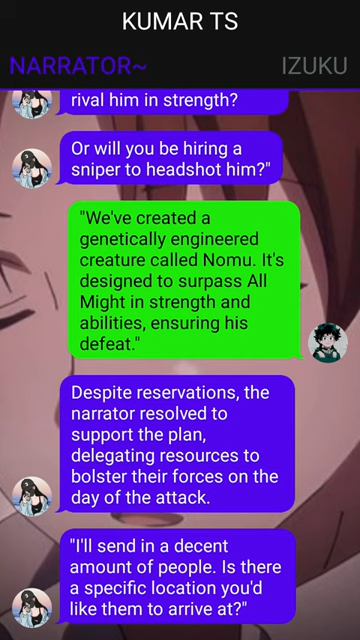 KUMAR TS
NARRATOR~
IZUKU
rival him in strength?
Or will you be hiring a
sniper to headshot him?"
"We've created a
genetically engineered
creature called Nomu. It's
designed to surpass All
Might in strength and
abilities, ensuring his
defeat."
Despite reservations, the
narrator resolved to
support the plan,
delegating resources to
bolster their forces on the
day of the attack.
"I'll send in a decent
amount of people. Is there
a specific location you'd
like them to arrive at?"